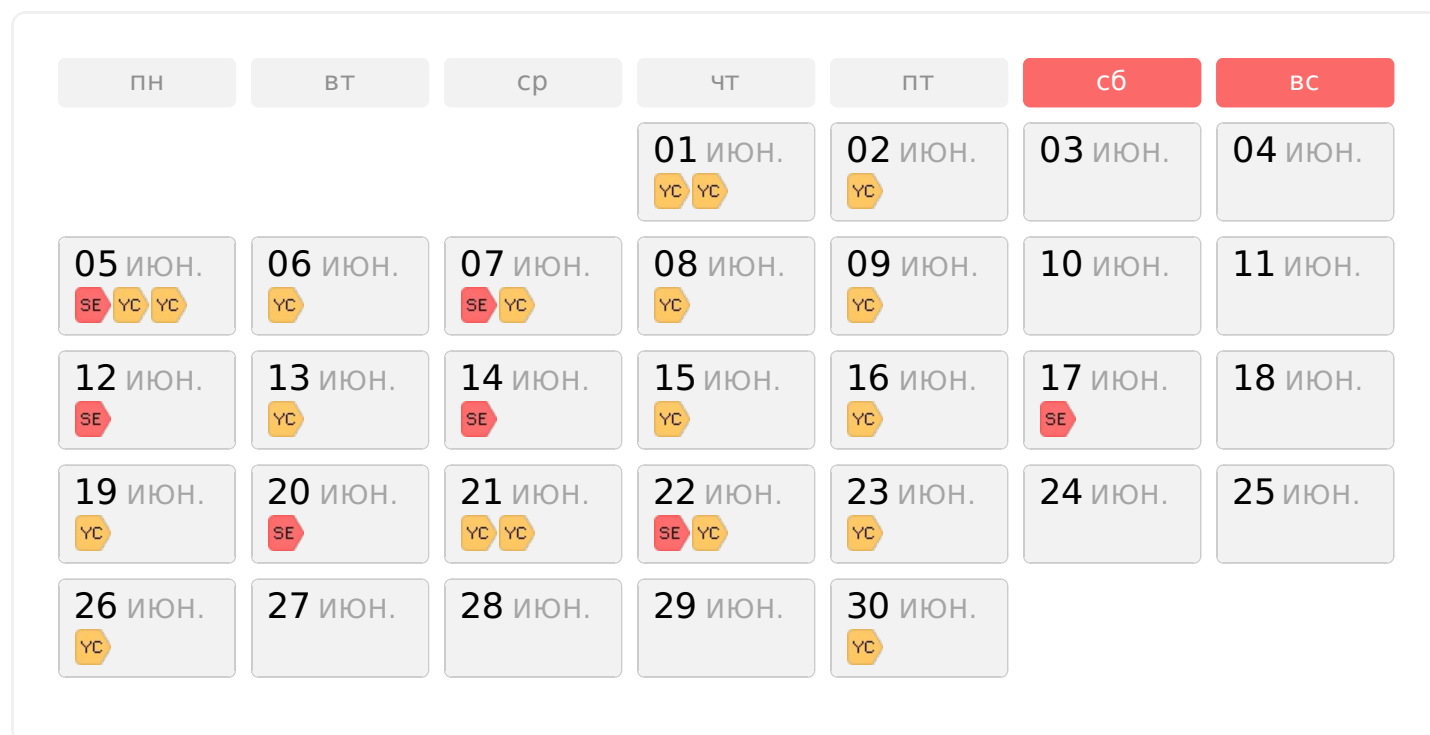 пн вт ср чт пт сб вс
01 июн. 02 июн. 03 июн. 04 июн.
YC YC YC
05 июн. 06 июн. 07 июн. 08 июн. 09 июн. 10 июн. 11 июн.
SE YC YC YC SE YC YC YC
12 июн. 13 июн. 14 июн. 15 июн. 16 июн. 17 июн. 18 июн.
SE YC SE YC YC SE
19 июн. 20 июн. 21 июн. 22 июн. 23 июн. 24 июн. 25 июн.
YC SE YC YC SE YC YC
26 июн. 27 июн. 28 июн. 29 июн. 30 июн.
YC YC